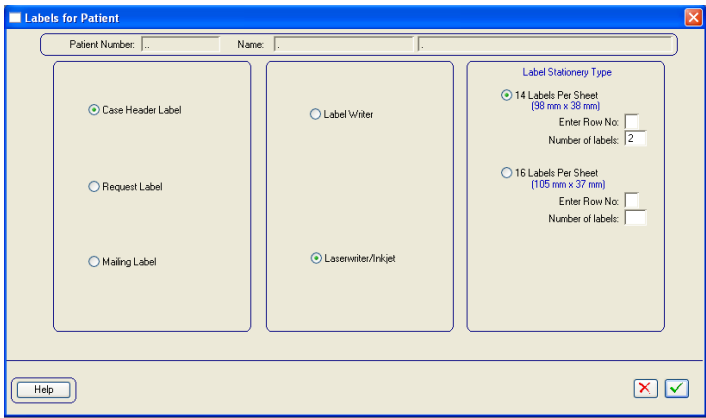 Labels for Patient
Patient Number: .. Name: . .
Case Header Label
Request Label
Mailing Label
Label Writer
Laserwriter/Inkjet
Label Stationery Type
14 Labels Per Sheet
(98 mm x 38 mm)
Enter Row No:
Number of labels: 2
16 Labels Per Sheet
(105 mm x 37 mm)
Enter Row No:
Number of labels:
Help